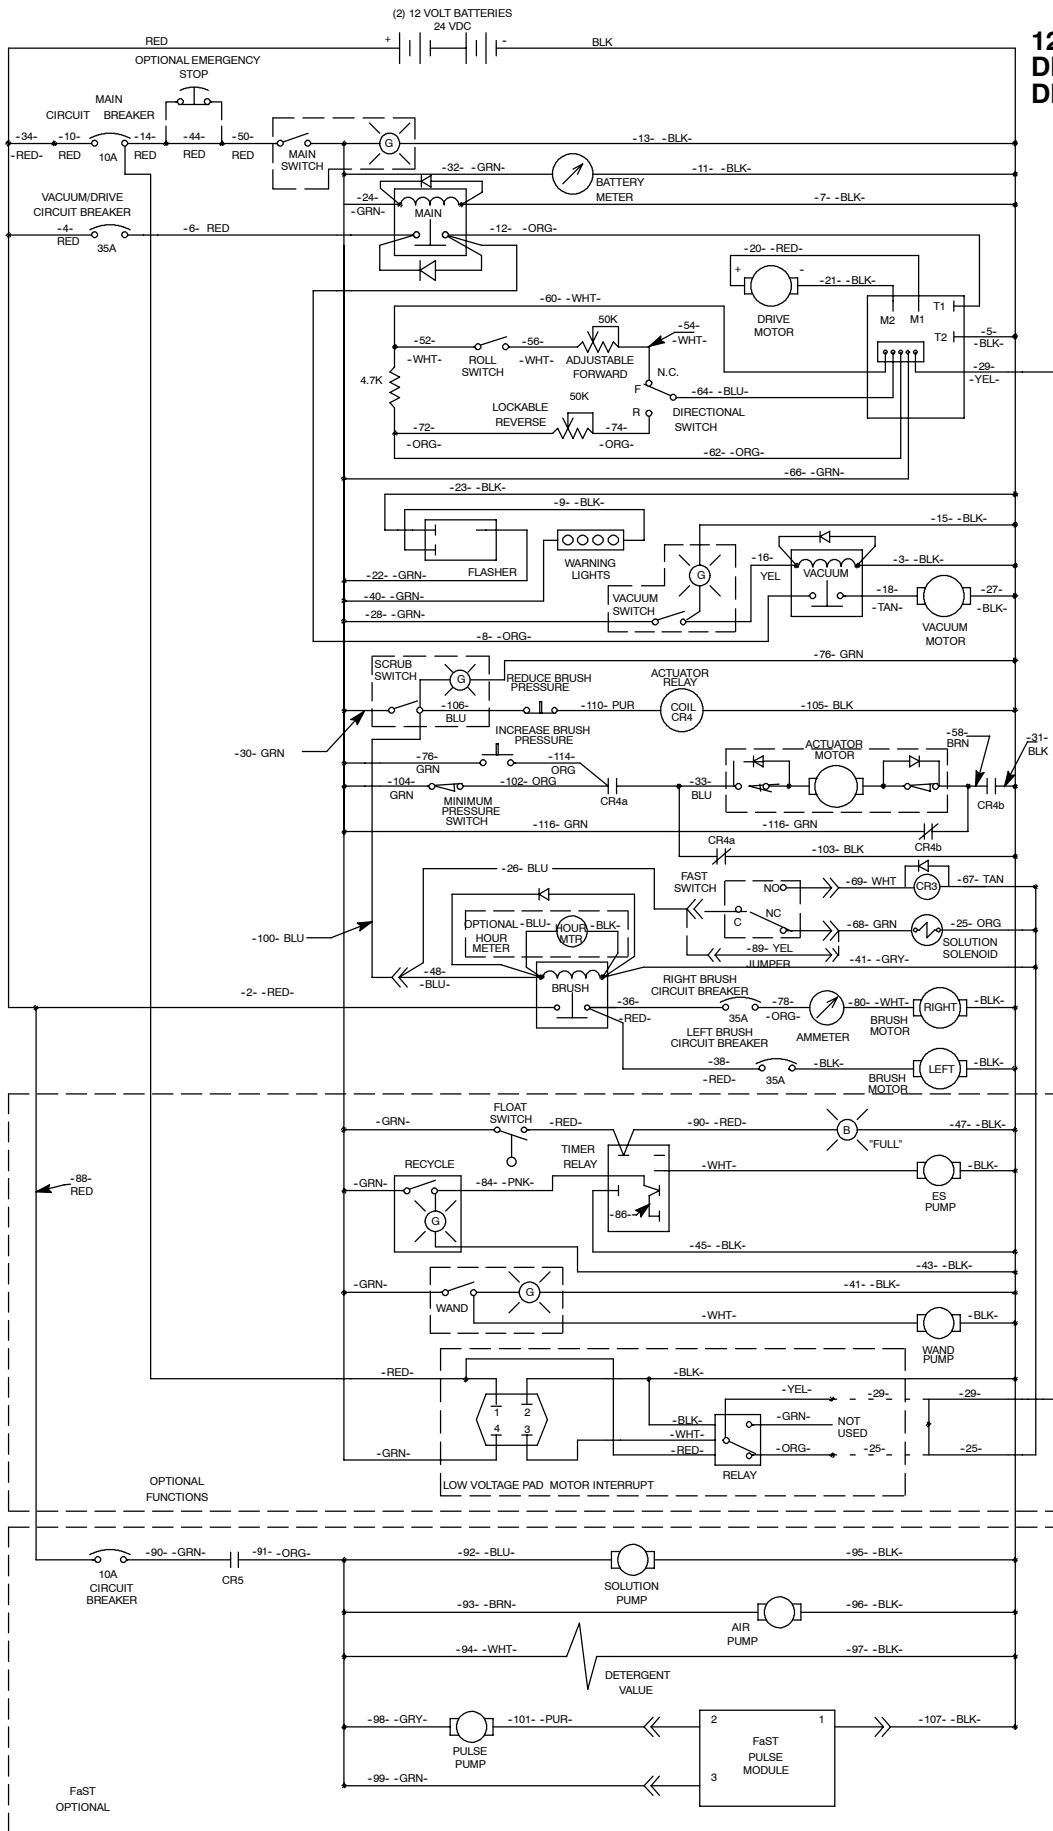 (2) 12 VOLT BATTERIES
24 VDC
RED
+
-
BLK
12
OPTIONAL EMERGENCY
STOP
MAIN
CIRCUIT BREAKER
-34-
-RED-
-10-
RED
10A
-14-
RED
-44-
RED
-50-
RED
MAIN
SWITCH
G
-13- -BLK-
-32- -GRN-
BATTERY
METER
-11- -BLK-
VACUUM/DRIVE
CIRCUIT BREAKER
-24-
-GRN-
MAIN
-7- -BLK-
-4-
RED
35A
-6- RED
-12- -ORG-
-20- -RED-
+
-
-21- -BLK-
DRIVE
MOTOR
M2
M1
T1
T2
-5-
-BLK-
-29-
-YEL-
-60- -WHT-
50K
-54-
-WHT-
-52-
-WHT-
ROLL
SWITCH
-56-
-WHT-
ADJUSTABLE
FORWARD
4.7K
N.C.
F
-64- -BLU-
50K
LOCKABLE
REVERSE
R
DIRECTIONAL
SWITCH
-72-
-ORG-
-74-
-ORG-
-62- -ORG-
-66- -GRN-
-23- -BLK-
-9- -BLK-
-15- -BLK-
FLASHER
WARNING
LIGHTS
-22- -GRN-
-40- -GRN-
-28- -GRN-
VACUUM
SWITCH
G
-16-
YEL
VACUUM
-3- -BLK-
-18-
-TAN-
-27-
-BLK-
VACUUM
MOTOR
-8- -ORG-
-76- GRN
SCRUB
SWITCH
G
REDUCE BRUSH
PRESSURE
ACTUATOR
RELAY
-106-
BLU
-110- PUR
COIL
CR4
-105- BLK
-30- GRN
INCREASE BRUSH
PRESSURE
-76-
GRN
-114-
ORG
ACTUATOR
MOTOR
-58-
BRN
-31-
BLK
-104-
GRN
-102- ORG
MINIMUM
PRESSURE
SWITCH
CR4a
-33-
BLU
CR4b
-116- GRN
-116- GRN
CR4b
CR4a
-103- BLK
-26- BLU
FAST
SWITCH
NO
-69- WHT
CR3
-67- TAN
C
NC
-68- GRN
-25- ORG
SOLUTION
SOLENOID
-89- YEL
JUMPER
-41- -GRY-
OPTIONAL
HOUR
METER
-BLU-
HOUR
MTR
-BLK-
-100- BLU
-48-
-BLU-
BRUSH
-2- -RED-
-36-
-RED-
RIGHT BRUSH
CIRCUIT BREAKER
35A
-78-
-ORG-
AMMETER
-80- -WHT-
BRUSH
MOTOR
RIGHT
-BLK-
LEFT BRUSH
CIRCUIT BREAKER
-38-
-RED-
35A
-BLK-
BRUSH
MOTOR
LEFT
-BLK-
FLOAT
SWITCH
-GRN-
-RED-
TIMER
RELAY
-90- -RED-
B
"FULL"
-47- -BLK-
-88-
RED
RECYCLE
-GRN-
-84- -PNK-
G
-86-
-WHT-
ES
PUMP
-BLK-
-45- -BLK-
-43- -BLK-
-GRN-
WAND
G
-41- -BLK-
-WHT-
WAND
PUMP
-BLK-
-RED-
-BLK-
1
2
4
3
-YEL-
-29-
-29-
-BLK-
-GRN-
NOT
USED
-WHT-
-RED-
-ORG-
-25-
-25-
RELAY
-GRN-
LOW VOLTAGE PAD MOTOR INTERRUPT
OPTIONAL
FUNCTIONS
-90- -GRN-
-91- -ORG-
10A
CIRCUIT
BREAKER
CR5
-92- -BLU-
SOLUTION
PUMP
-95- -BLK-
-93- -BRN-
AIR
PUMP
-96- -BLK-
-94- -WHT-
DETERGENT
VALUE
-97- -BLK-
-98- -GRY-
PULSE
PUMP
-101- -PUR-
2
1
FaST
PULSE
MODULE
3
-107- -BLK-
-99- -GRN-
FaST
OPTIONAL